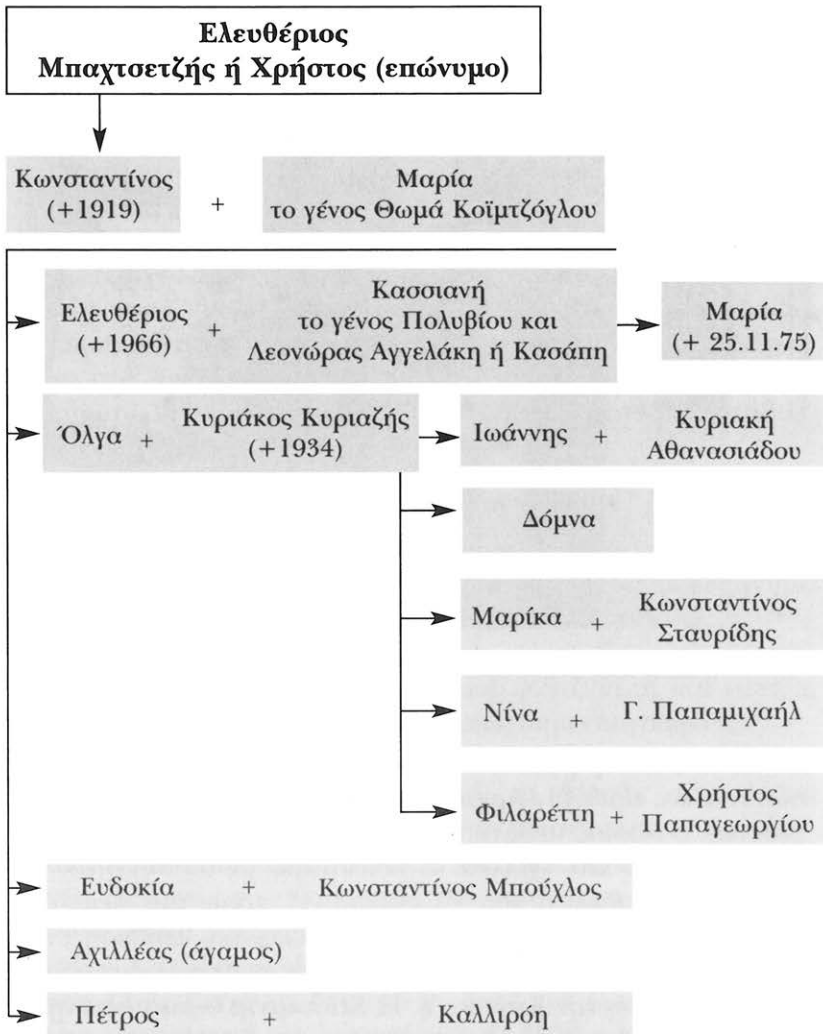 Ελευθέριος
Μπαχτσετζής ή Χρήστος (επώνυμο)
Κωνσταντίνος
(+1919)
+
Μαρία
το γένος Θωμά Κοϊμτζόγλου
Ελευθέριος
(+1966)
+
Κασσιανή
το γένος Πολυβίου και
Λεονώρας Αγγελάκη ή Κασάπη
Μαρία
(+ 25.11.75)
Όλγα +
Κυριάκος Κυριαζής
(+1934)
Ιωάννης +
Κυριακή
Αθανασιάδου
Δόμνα
Μαρίκα +
Κωνσταντίνος
Σταυρίδης
Νίνα + Γ. Παπαμιχαήλ
Φιλαρέττη +
Χρήστος
Παπαγεωργίου
Ευδοκία + Κωνσταντίνος Μπούχλος
Αχιλλέας (άγαμος)
Πέτρος + Καλλιρόη